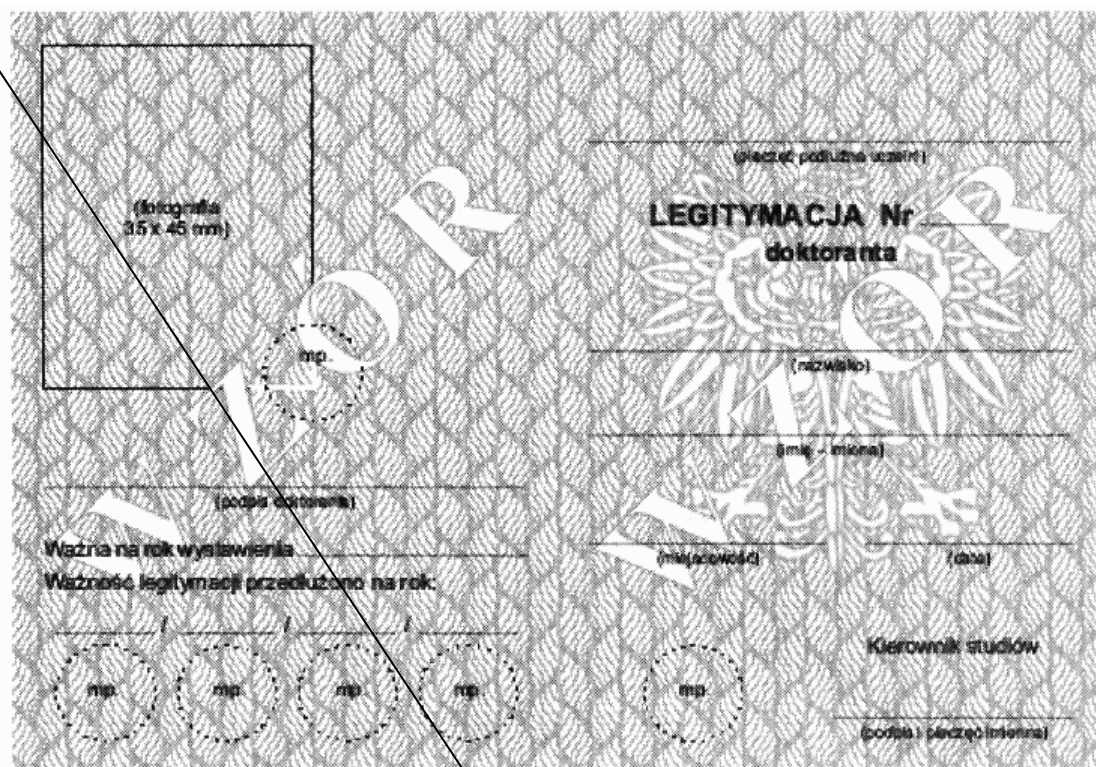 (fotografia
35 x 45 mm)
mp.
(podpis doktoranta)
Ważna na rok wystawienia
Ważność legitymacji przedłużono na rok:
/ / /
mp. mp. mp. mp.
(pieczęć podłużna uczelni)
LEGITYMACJA Nr
doktoranta
(nazwisko)
(imię – imiona)
(miejscowość) (data)
Kierownik studiów
mp.
(podpis i pieczęć imienna)
WZÓR
WZÓR